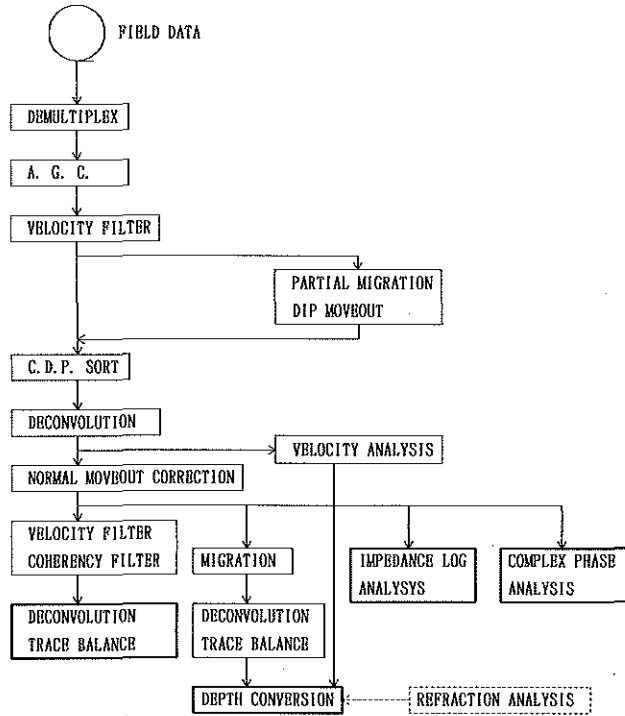 FIELD DATA
DEMULTIPLEX
A. G. C.
VELOCITY FILTER
PARTIAL MIGRATION
DIP MOVEOUT
C.D.P. SORT
DECONVOLUTION
VELOCITY ANALYSIS
NORMAL MOVEOUT CORRECTION
VELOCITY FILTER
COHERENCY FILTER
MIGRATION
IMPEDANCE LOG
ANALYSYS
COMPLEX PHASE
ANALYSIS
DECONVOLUTION
TRACE BALANCE
DECONVOLUTION
TRACE BALANCE
DEPTH CONVERSION
REFRACTION ANALYSIS